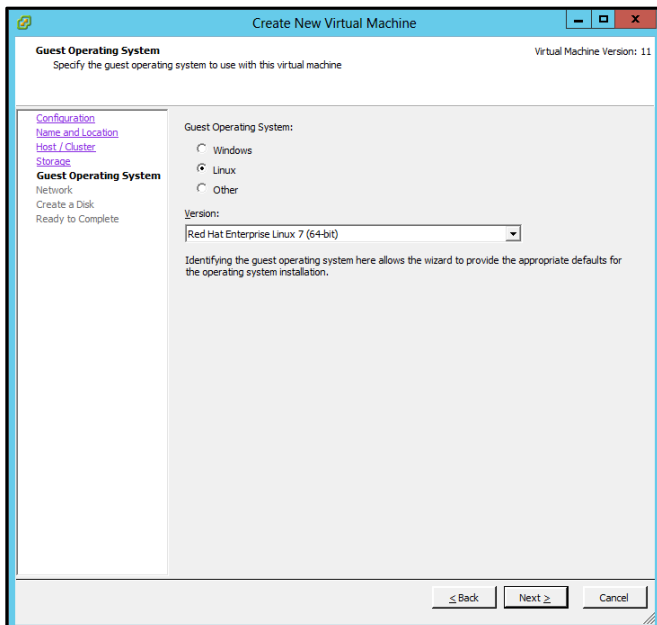 Create New Virtual Machine
Guest Operating System
Specify the guest operating system to use with this virtual machine
Virtual Machine Version: 11
Configuration
Name and Location
Host / Cluster
Storage
Guest Operating System
Network
Create a Disk
Ready to Complete
Guest Operating System:
Windows
Linux
Other
Version:
Red Hat Enterprise Linux 7 (64-bit)
Identifying the guest operating system here allows the wizard to provide the appropriate defaults for
the operating system installation.
< Back
Next >
Cancel